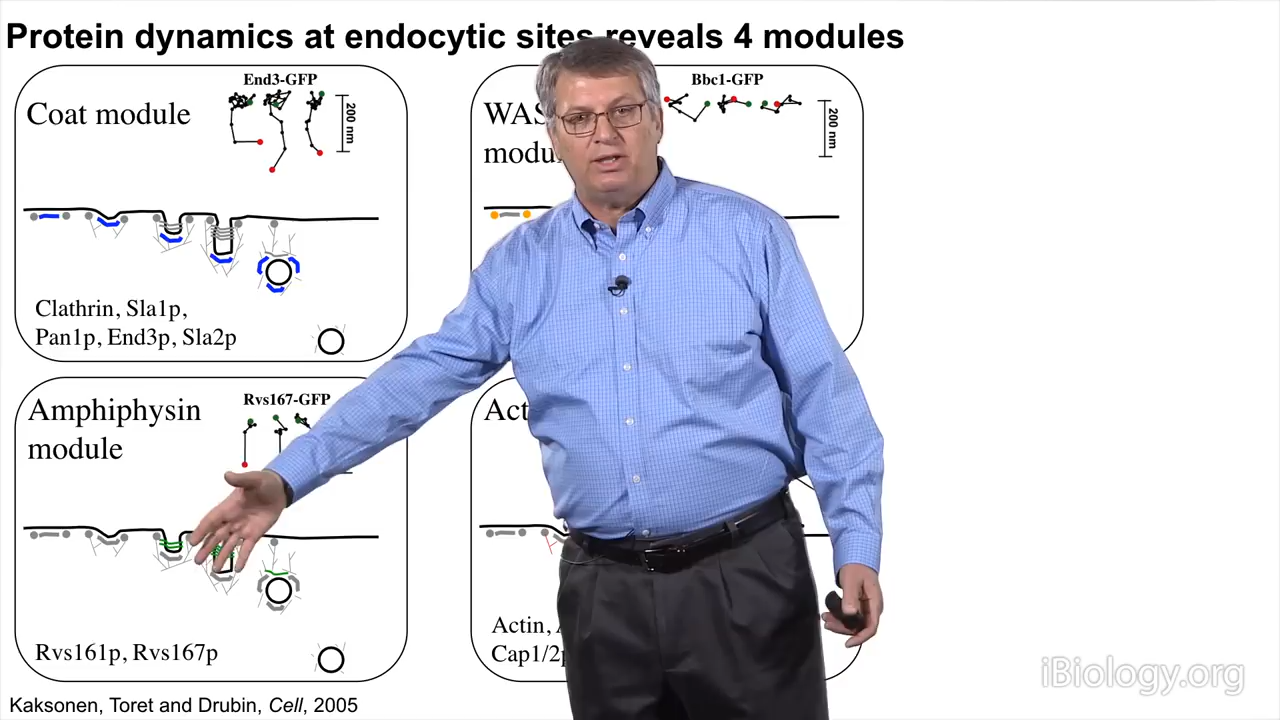 Protein dynamics at endocytic sites reveals 4 modules
Coat module
End3-GFP
200 nm
Clathrin, Sla1p,
Pan1p, End3p, Sla2p
Bbc1-GFP
200 nm
Amphiphysin
module
Rvs167-GFP
Rvs161p, Rvs167p
Actin,
Cap1/2p
Kaksonen, Toret and Drubin, Cell, 2005
iBiology.org